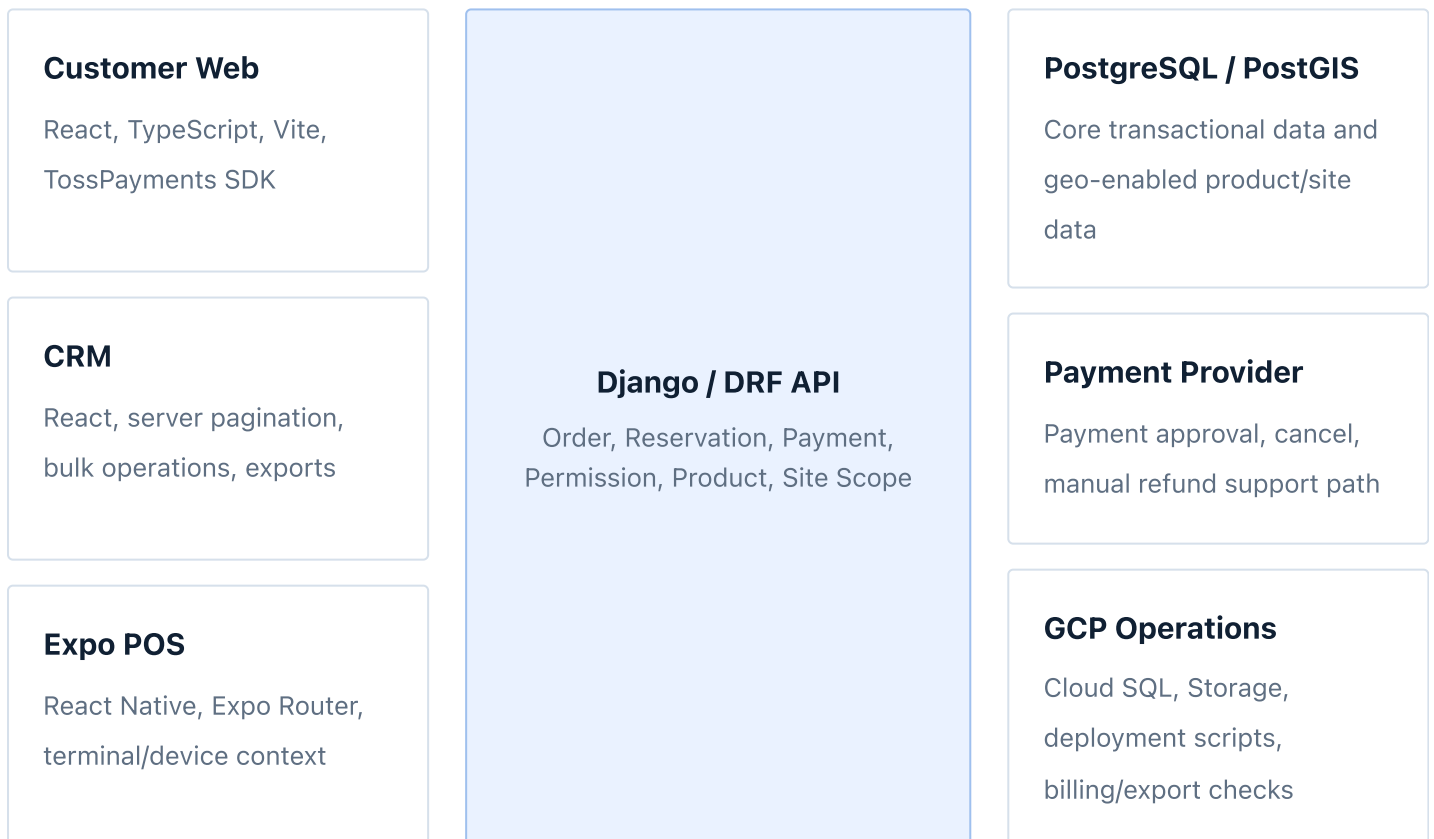 Customer Web
React, TypeScript, Vite,
TossPayments SDK
CRM
React, server pagination,
bulk operations, exports
Expo POS
React Native, Expo Router,
terminal/device context
Django / DRF API
Order, Reservation, Payment,
Permission, Product, Site Scope
PostgreSQL / PostGIS
Core transactional data and
geo-enabled product/site
data
Payment Provider
Payment approval, cancel,
manual refund support path
GCP Operations
Cloud SQL, Storage,
deployment scripts,
billing/export checks